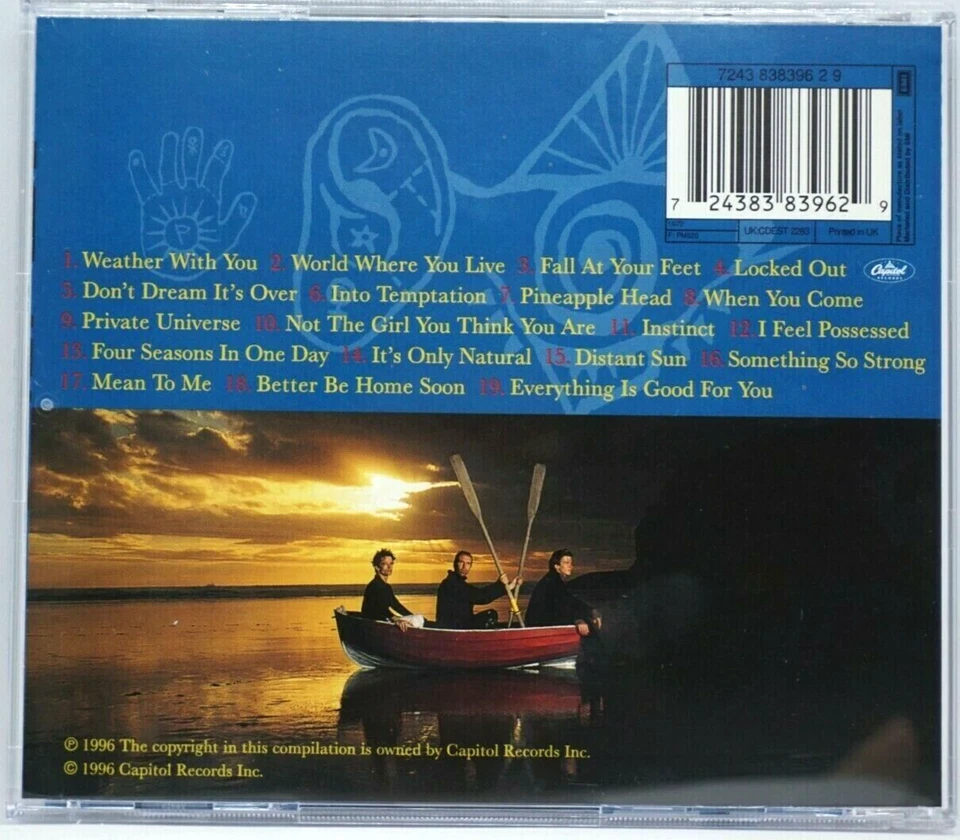 7243 838396 2 9
EMI
7 24383 83962 9
UK:CDEST 2283
Printed in UK
1. Weather With You 2. World Where You Live 3. Fall At Your Feet 4. Locked Out
Capitol
RECORDS
5. Don't Dream It's Over 6. Into Temptation 7. Pineapple Head 8. When You Come
9. Private Universe 10. Not The Girl You Think You Are 11. Instinct 12. I Feel Possessed
13. Four Seasons In One Day 14. It's Only Natural 15. Distant Sun 16. Something So Strong
17. Mean To Me 18. Better Be Home Soon 19. Everything Is Good For You
℗ 1996 The copyright in this compilation is owned by Capitol Records Inc.
© 1996 Capitol Records Inc.